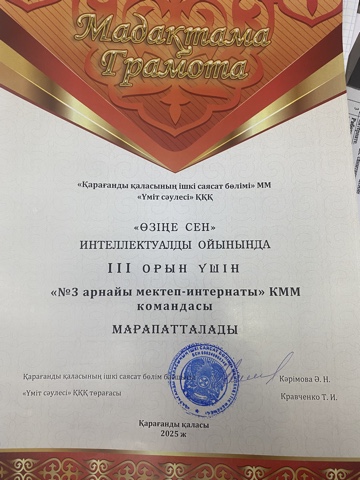 Мадақтама
Грамота
«Қарағанды қаласының ішкі саясат бөлімі» ММ
«Үміт сәулесі» ҚҚҚ
«ӨЗІҢЕ СЕН»
ИНТЕЛЛЕКТУАЛДЫ ОЙЫНЫНДА
III ОРЫН ҮШІН
«№3 арнайы мектеп-интернаты» КММ
командасы
МАРАПАТТАЛАДЫ
Қарағанды қаласының ішкі саясат бөлім Кәрімова Ә. Н.
«Үміт сәулесі» ҚҚҚ төрағасы Кравченко Т. И.
Қарағанды қаласы
2025 ж